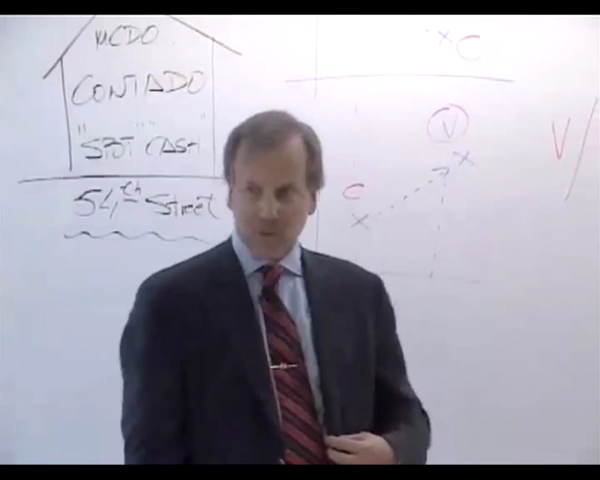 MCDO.
CONTADO
"SPOT" CASH
54th Street
x C
V
x
C
x
V/